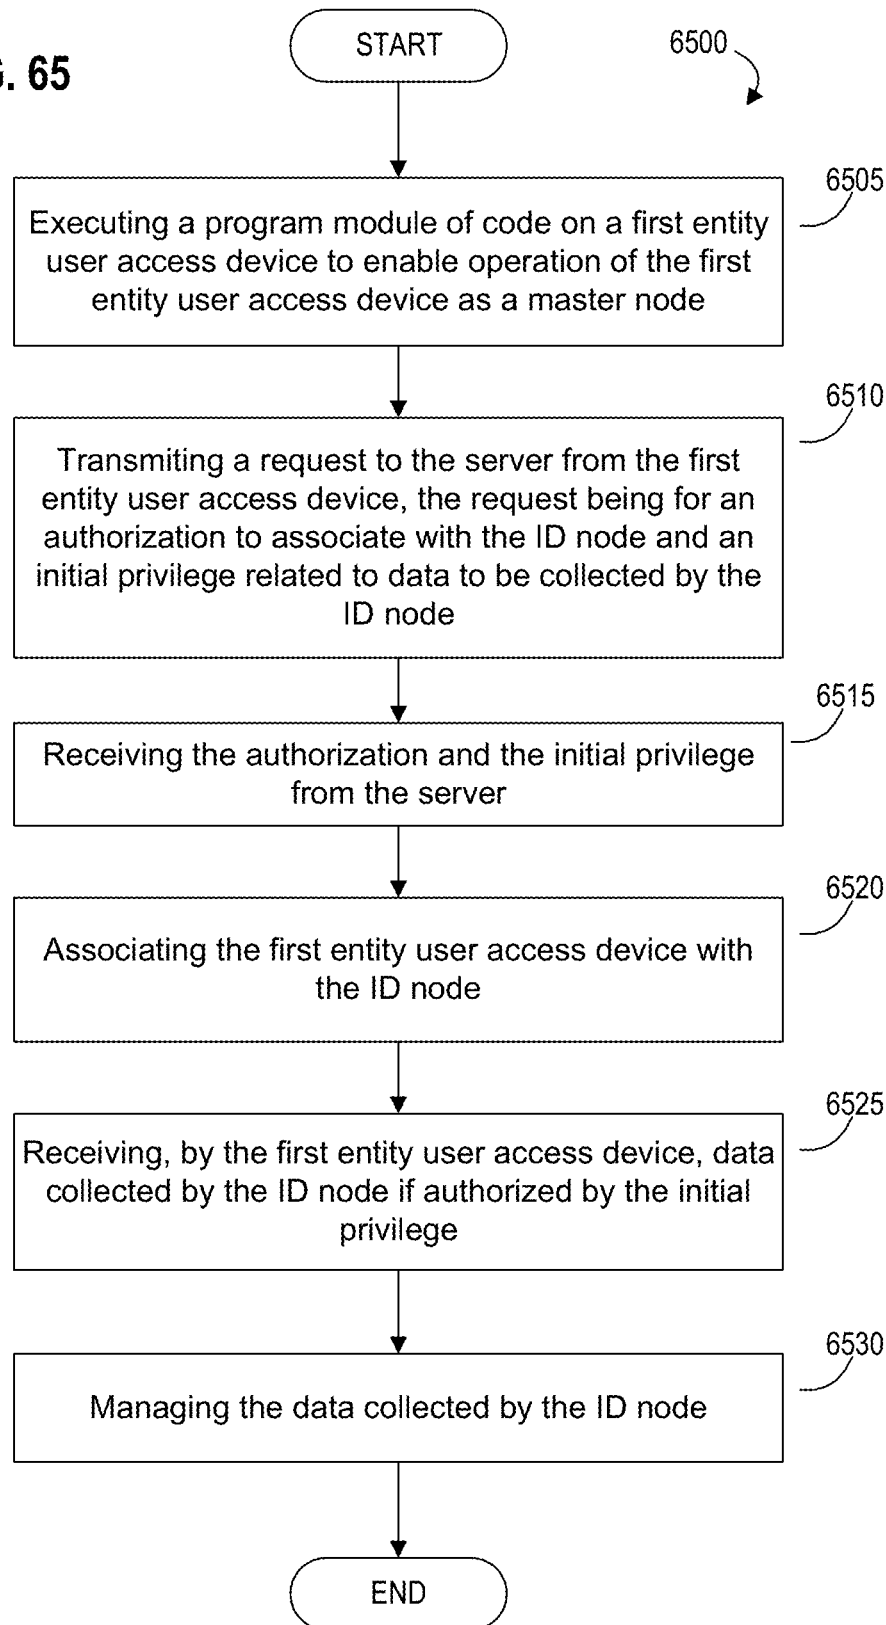 START
6500
G. 65
6505
Executing a program module of code on a first entity
user access device to enable operation of the first
entity user access device as a master node
6510
Transmiting a request to the server from the first
entity user access device, the request being for an
authorization to associate with the ID node and an
initial privilege related to data to be collected by the
ID node
6515
Receiving the authorization and the initial privilege
from the server
6520
Associating the first entity user access device with
the ID node
6525
Receiving, by the first entity user access device, data
collected by the ID node if authorized by the initial
privilege
6530
Managing the data collected by the ID node
END